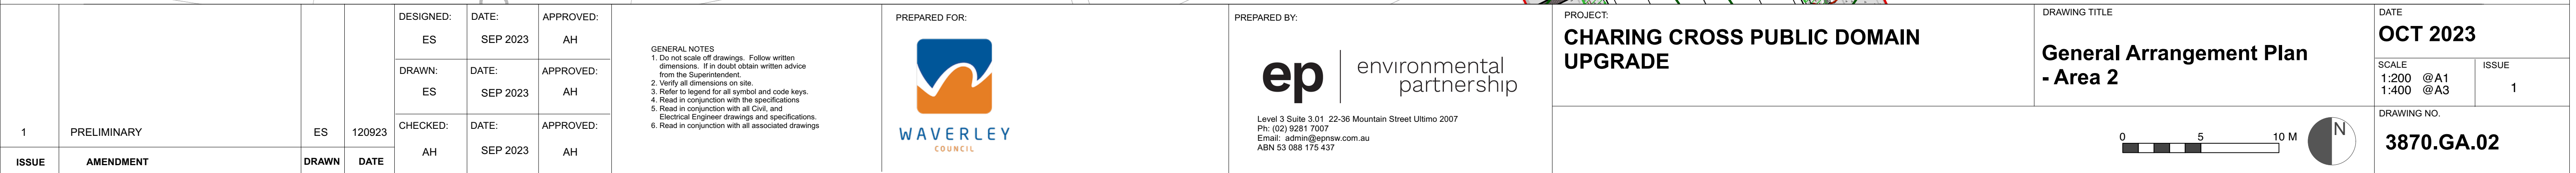 1 PRELIMINARY ES 120923
ISSUE AMENDMENT DRAWN DATE
DESIGNED: DATE: APPROVED:
ES SEP 2023 AH
DRAWN: DATE: APPROVED:
ES SEP 2023 AH
CHECKED: DATE: APPROVED:
AH SEP 2023 AH
GENERAL NOTES
1. Do not scale off drawings. Follow written
dimensions. If in doubt obtain written advice
from the Superintendent.
2. Verify all dimensions on site.
3. Refer to legend for all symbol and code keys.
4. Read in conjunction with the specifications
5. Read in conjunction with all Civil, and
Electrical Engineer drawings and specifications.
6. Read in conjunction with all associated drawings
PREPARED FOR:
WAVERLEY
COUNCIL
PREPARED BY:
ep environmental
partnership
Level 3 Suite 3.01 22-36 Mountain Street Ultimo 2007
Ph: (02) 9281 7007
Email: admin@epnsw.com.au
ABN 53 088 175 437
PROJECT:
CHARING CROSS PUBLIC DOMAIN
UPGRADE
DRAWING TITLE
General Arrangement Plan
- Area 2
0 5 10 M
N
DATE
OCT 2023
SCALE
1:200 @A1
1:400 @A3
ISSUE
1
DRAWING NO.
3870.GA.02